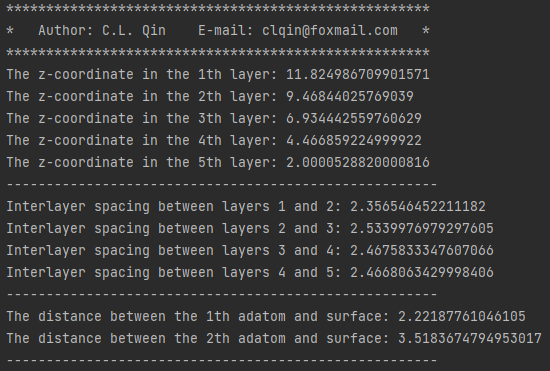 *****************************************************
*   Author: C.L. Qin    E-mail: clqin@foxmail.com   *
*****************************************************
The z-coordinate in the 1th layer: 11.824986709901571
The z-coordinate in the 2th layer: 9.46844025769039
The z-coordinate in the 3th layer: 6.934442559760629
The z-coordinate in the 4th layer: 4.466859224999922
The z-coordinate in the 5th layer: 2.0000528820000816
------------------------------------------------------
Interlayer spacing between layers 1 and 2: 2.356546452211182
Interlayer spacing between layers 2 and 3: 2.5339976979297605
Interlayer spacing between layers 3 and 4: 2.4675833347607066
Interlayer spacing between layers 4 and 5: 2.4668063429998406
------------------------------------------------------
The distance between the 1th adatom and surface: 2.22187761046105
The distance between the 2th adatom and surface: 3.5183674794953017
------------------------------------------------------